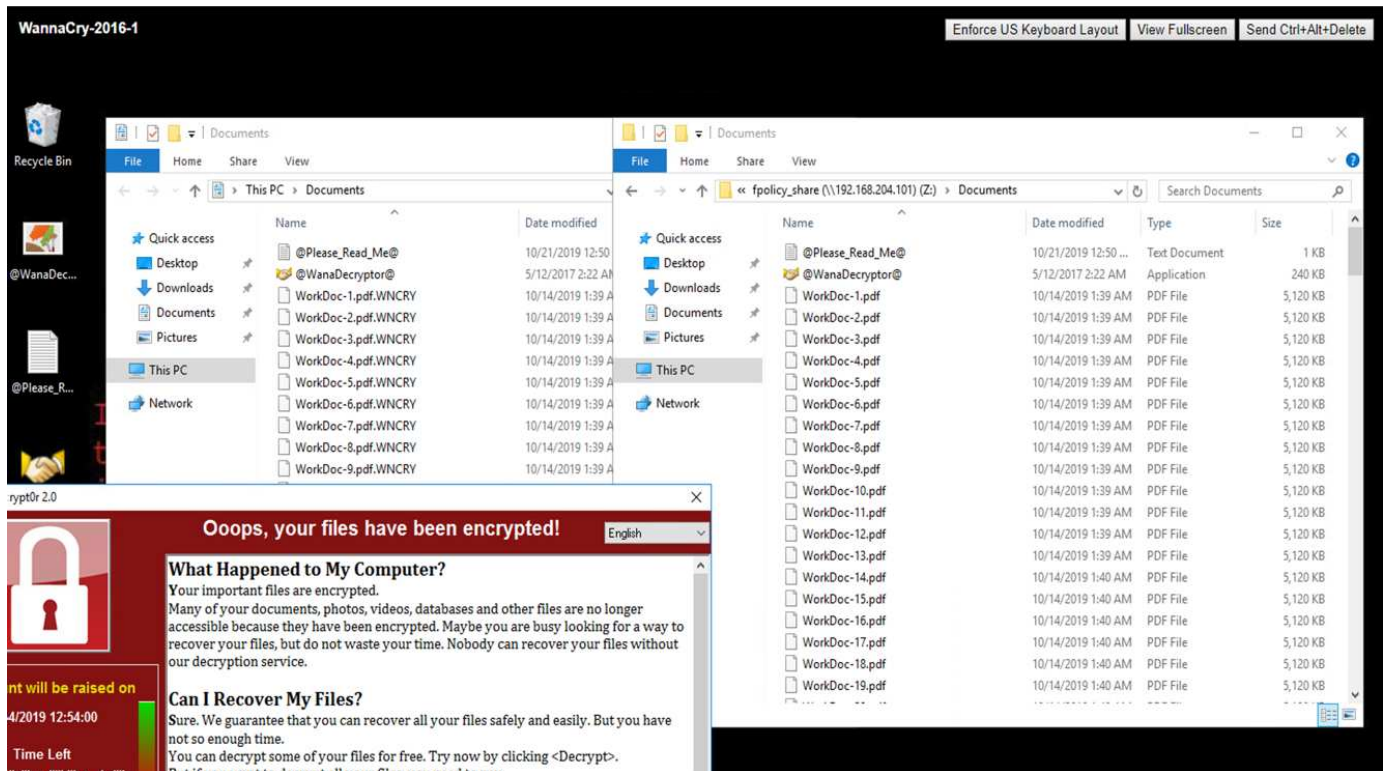 WannaCry-2016-1
Enforce US Keyboard Layout View Fullscreen Send Ctrl+Alt+Delete
Recycle Bin
@WanaDec...
@Please_R...
Documents
File Home Share View
This PC > Documents
Name Date modified
Quick access
Desktop
Downloads
Documents
Pictures
This PC
Network
@Please_Read_Me@ 10/21/2019 12:50
@WanaDecryptor@ 5/12/2017 2:22 AM
WorkDoc-1.pdf.WNCRY 10/14/2019 1:39 A
WorkDoc-2.pdf.WNCRY 10/14/2019 1:39 A
WorkDoc-3.pdf.WNCRY 10/14/2019 1:39 A
WorkDoc-4.pdf.WNCRY 10/14/2019 1:39 A
WorkDoc-5.pdf.WNCRY 10/14/2019 1:39 A
WorkDoc-6.pdf.WNCRY 10/14/2019 1:39 A
WorkDoc-7.pdf.WNCRY 10/14/2019 1:39 A
WorkDoc-8.pdf.WNCRY 10/14/2019 1:39 A
WorkDoc-9.pdf.WNCRY 10/14/2019 1:39 A
Documents
File Home Share View
« fpolicy_share (\\192.168.204.101) (Z:) > Documents Search Documents
Name Date modified Type Size
Quick access
Desktop
Downloads
Documents
Pictures
This PC
Network
@Please_Read_Me@ 10/21/2019 12:50 ... Text Document 1 KB
@WanaDecryptor@ 5/12/2017 2:22 AM Application 240 KB
WorkDoc-1.pdf 10/14/2019 1:39 AM PDF File 5,120 KB
WorkDoc-2.pdf 10/14/2019 1:39 AM PDF File 5,120 KB
WorkDoc-3.pdf 10/14/2019 1:39 AM PDF File 5,120 KB
WorkDoc-4.pdf 10/14/2019 1:39 AM PDF File 5,120 KB
WorkDoc-5.pdf 10/14/2019 1:39 AM PDF File 5,120 KB
WorkDoc-6.pdf 10/14/2019 1:39 AM PDF File 5,120 KB
WorkDoc-7.pdf 10/14/2019 1:39 AM PDF File 5,120 KB
WorkDoc-8.pdf 10/14/2019 1:39 AM PDF File 5,120 KB
WorkDoc-9.pdf 10/14/2019 1:39 AM PDF File 5,120 KB
WorkDoc-10.pdf 10/14/2019 1:39 AM PDF File 5,120 KB
WorkDoc-11.pdf 10/14/2019 1:39 AM PDF File 5,120 KB
WorkDoc-12.pdf 10/14/2019 1:39 AM PDF File 5,120 KB
WorkDoc-13.pdf 10/14/2019 1:39 AM PDF File 5,120 KB
WorkDoc-14.pdf 10/14/2019 1:40 AM PDF File 5,120 KB
WorkDoc-15.pdf 10/14/2019 1:40 AM PDF File 5,120 KB
WorkDoc-16.pdf 10/14/2019 1:40 AM PDF File 5,120 KB
WorkDoc-17.pdf 10/14/2019 1:40 AM PDF File 5,120 KB
WorkDoc-18.pdf 10/14/2019 1:40 AM PDF File 5,120 KB
WorkDoc-19.pdf 10/14/2019 1:40 AM PDF File 5,120 KB
rypt0r 2.0
Ooops, your files have been encrypted! English
What Happened to My Computer?
Your important files are encrypted.
Many of your documents, photos, videos, databases and other files are no longer
accessible because they have been encrypted. Maybe you are busy looking for a way to
recover your files, but do not waste your time. Nobody can recover your files without
our decryption service.
Can I Recover My Files?
Sure. We guarantee that you can recover all your files safely and easily. But you have
not so enough time.
You can decrypt some of your files for free. Try now by clicking <Decrypt>.
nt will be raised on
4/2019 12:54:00
Time Left